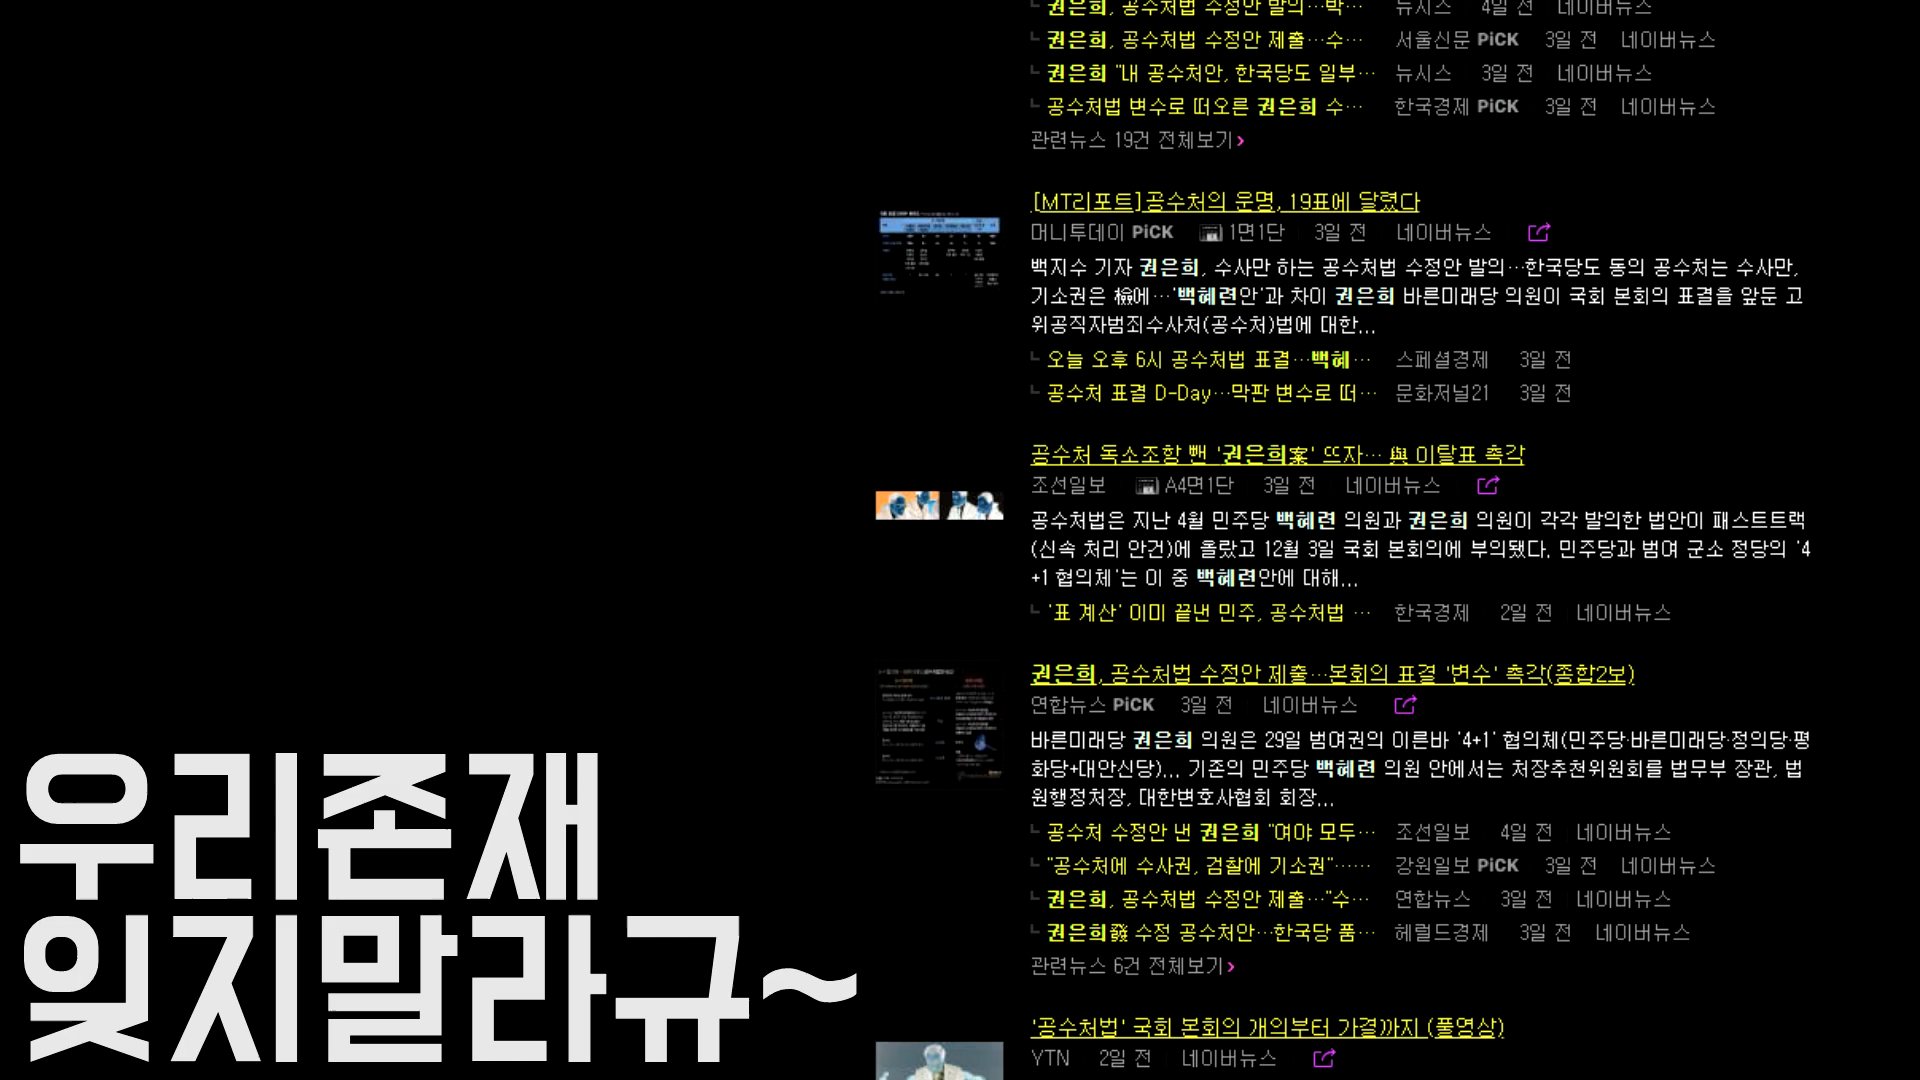 권은희, 공수처법 수정안 발의…박… 뉴시스 4일 전 네이버뉴스
권은희, 공수처법 수정안 제출…수… 서울신문 PiCK 3일 전 네이버뉴스
권은희 "내 공수처안, 한국당도 일부… 뉴시스 3일 전 네이버뉴스
공수처법 변수로 떠오른 권은희 수… 한국경제 PiCK 3일 전 네이버뉴스
관련뉴스 19건 전체보기
[MT리포트]공수처의 운명, 19표에 달렸다
머니투데이 PiCK 1면1단 3일 전 네이버뉴스
백지수 기자 권은희, 수사만 하는 공수처법 수정안 발의…한국당도 동의 공수처는 수사만,
기소권은 檢에…'백혜련안'과 차이 권은희 바른미래당 의원이 국회 본회의 표결을 앞둔 고
위공직자범죄수사처(공수처)법에 대한...
오늘 오후 6시 공수처법 표결…백혜… 스페셜경제 3일 전
공수처 표결 D-Day…막판 변수로 떠… 문화저널21 3일 전
공수처 독소조항 뺀 '권은희案' 뜨자… 與 이탈표 촉각
조선일보 A4면1단 3일 전 네이버뉴스
공수처법은 지난 4월 민주당 백혜련 의원과 권은희 의원이 각각 발의한 법안이 패스트트랙
(신속 처리 안건)에 올랐고 12월 3일 국회 본회의에 부의됐다. 민주당과 범여 군소 정당의 '4
+1 협의체'는 이 중 백혜련안에 대해...
'표 계산' 이미 끝낸 민주, 공수처법 … 한국경제 2일 전 네이버뉴스
권은희, 공수처법 수정안 제출…본회의 표결 '변수' 촉각(종합2보)
연합뉴스 PiCK 3일 전 네이버뉴스
바른미래당 권은희 의원은 29일 범여권의 이른바 '4+1' 협의체(민주당·바른미래당·정의당·평
화당+대안신당)... 기존의 민주당 백혜련 의원 안에서는 처장추천위원회를 법무부 장관, 법
원행정처장, 대한변호사협회 회장...
공수처 수정안 낸 권은희 "여야 모두… 조선일보 4일 전 네이버뉴스
"공수처에 수사권, 검찰에 기소권"…… 강원일보 PiCK 3일 전 네이버뉴스
권은희, 공수처법 수정안 제출…"수… 연합뉴스 3일 전 네이버뉴스
권은희發 수정 공수처안…한국당 품… 헤럴드경제 3일 전 네이버뉴스
관련뉴스 6건 전체보기
'공수처법' 국회 본회의 개의부터 가결까지 (풀영상)
YTN 2일 전 네이버뉴스
우리존재
잊지말라규~